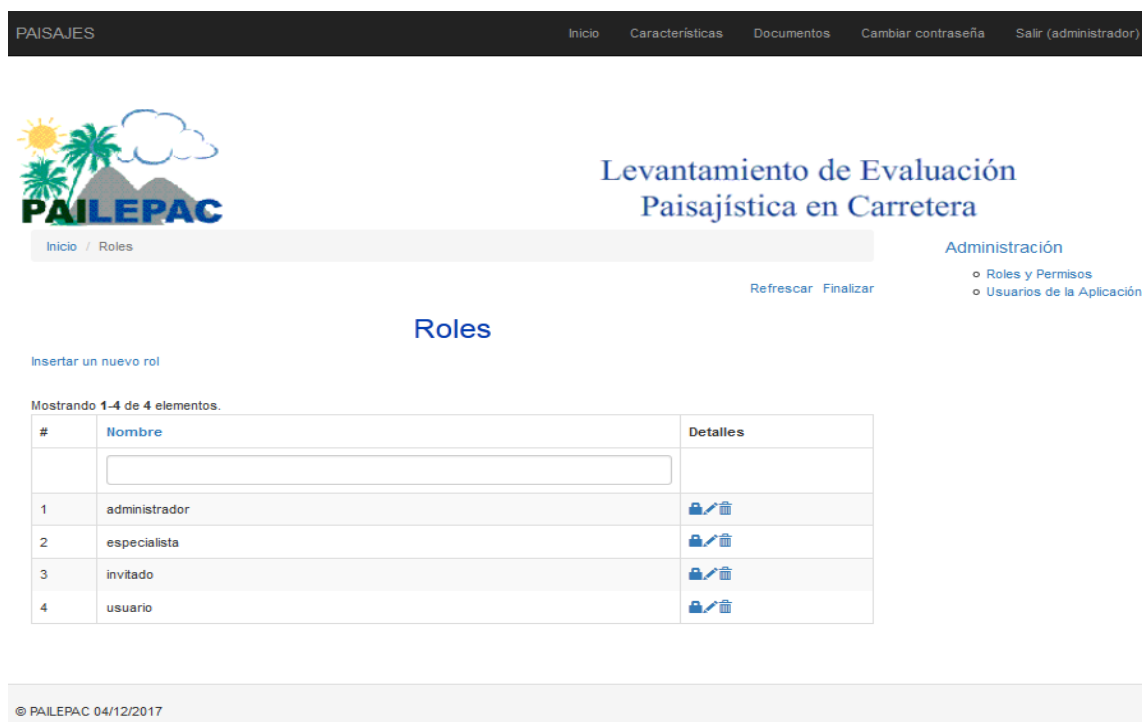 PAISAJES Inicio Características Documentos Cambiar contraseña Salir (administrador)
PAILEPAC
Levantamiento de Evaluación
Paisajística en Carretera
Inicio / Roles
Administración
Roles y Permisos
Usuarios de la Aplicación
Refrescar Finalizar
Roles
Insertar un nuevo rol
Mostrando 1-4 de 4 elementos.
# Nombre Detalles
1 administrador
2 especialista
3 invitado
4 usuario
© PAILEPAC 04/12/2017